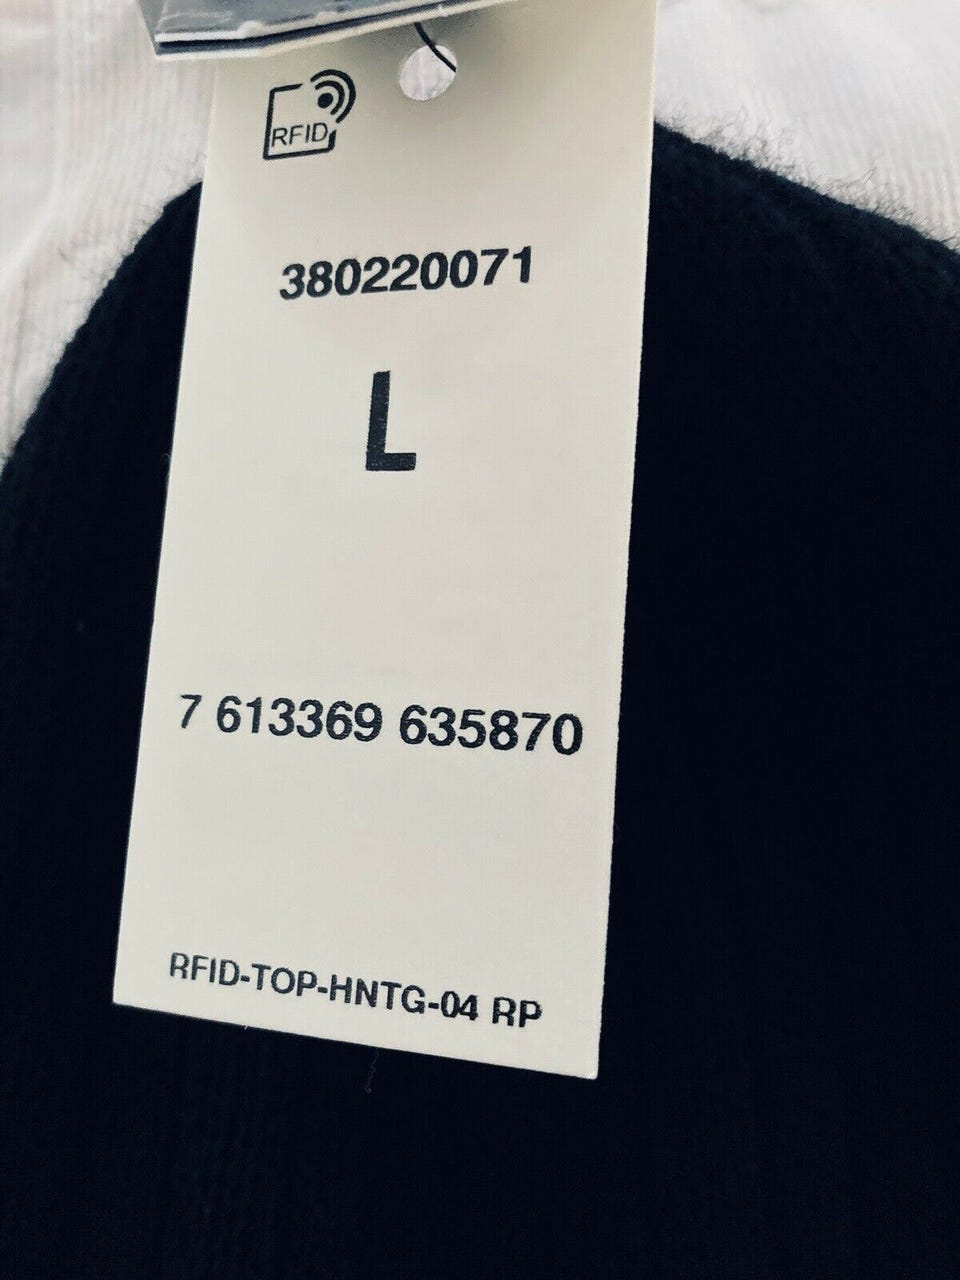 RFID
380220071
L
7 613369 635870
RFID-TOP-HNTG-04 RP